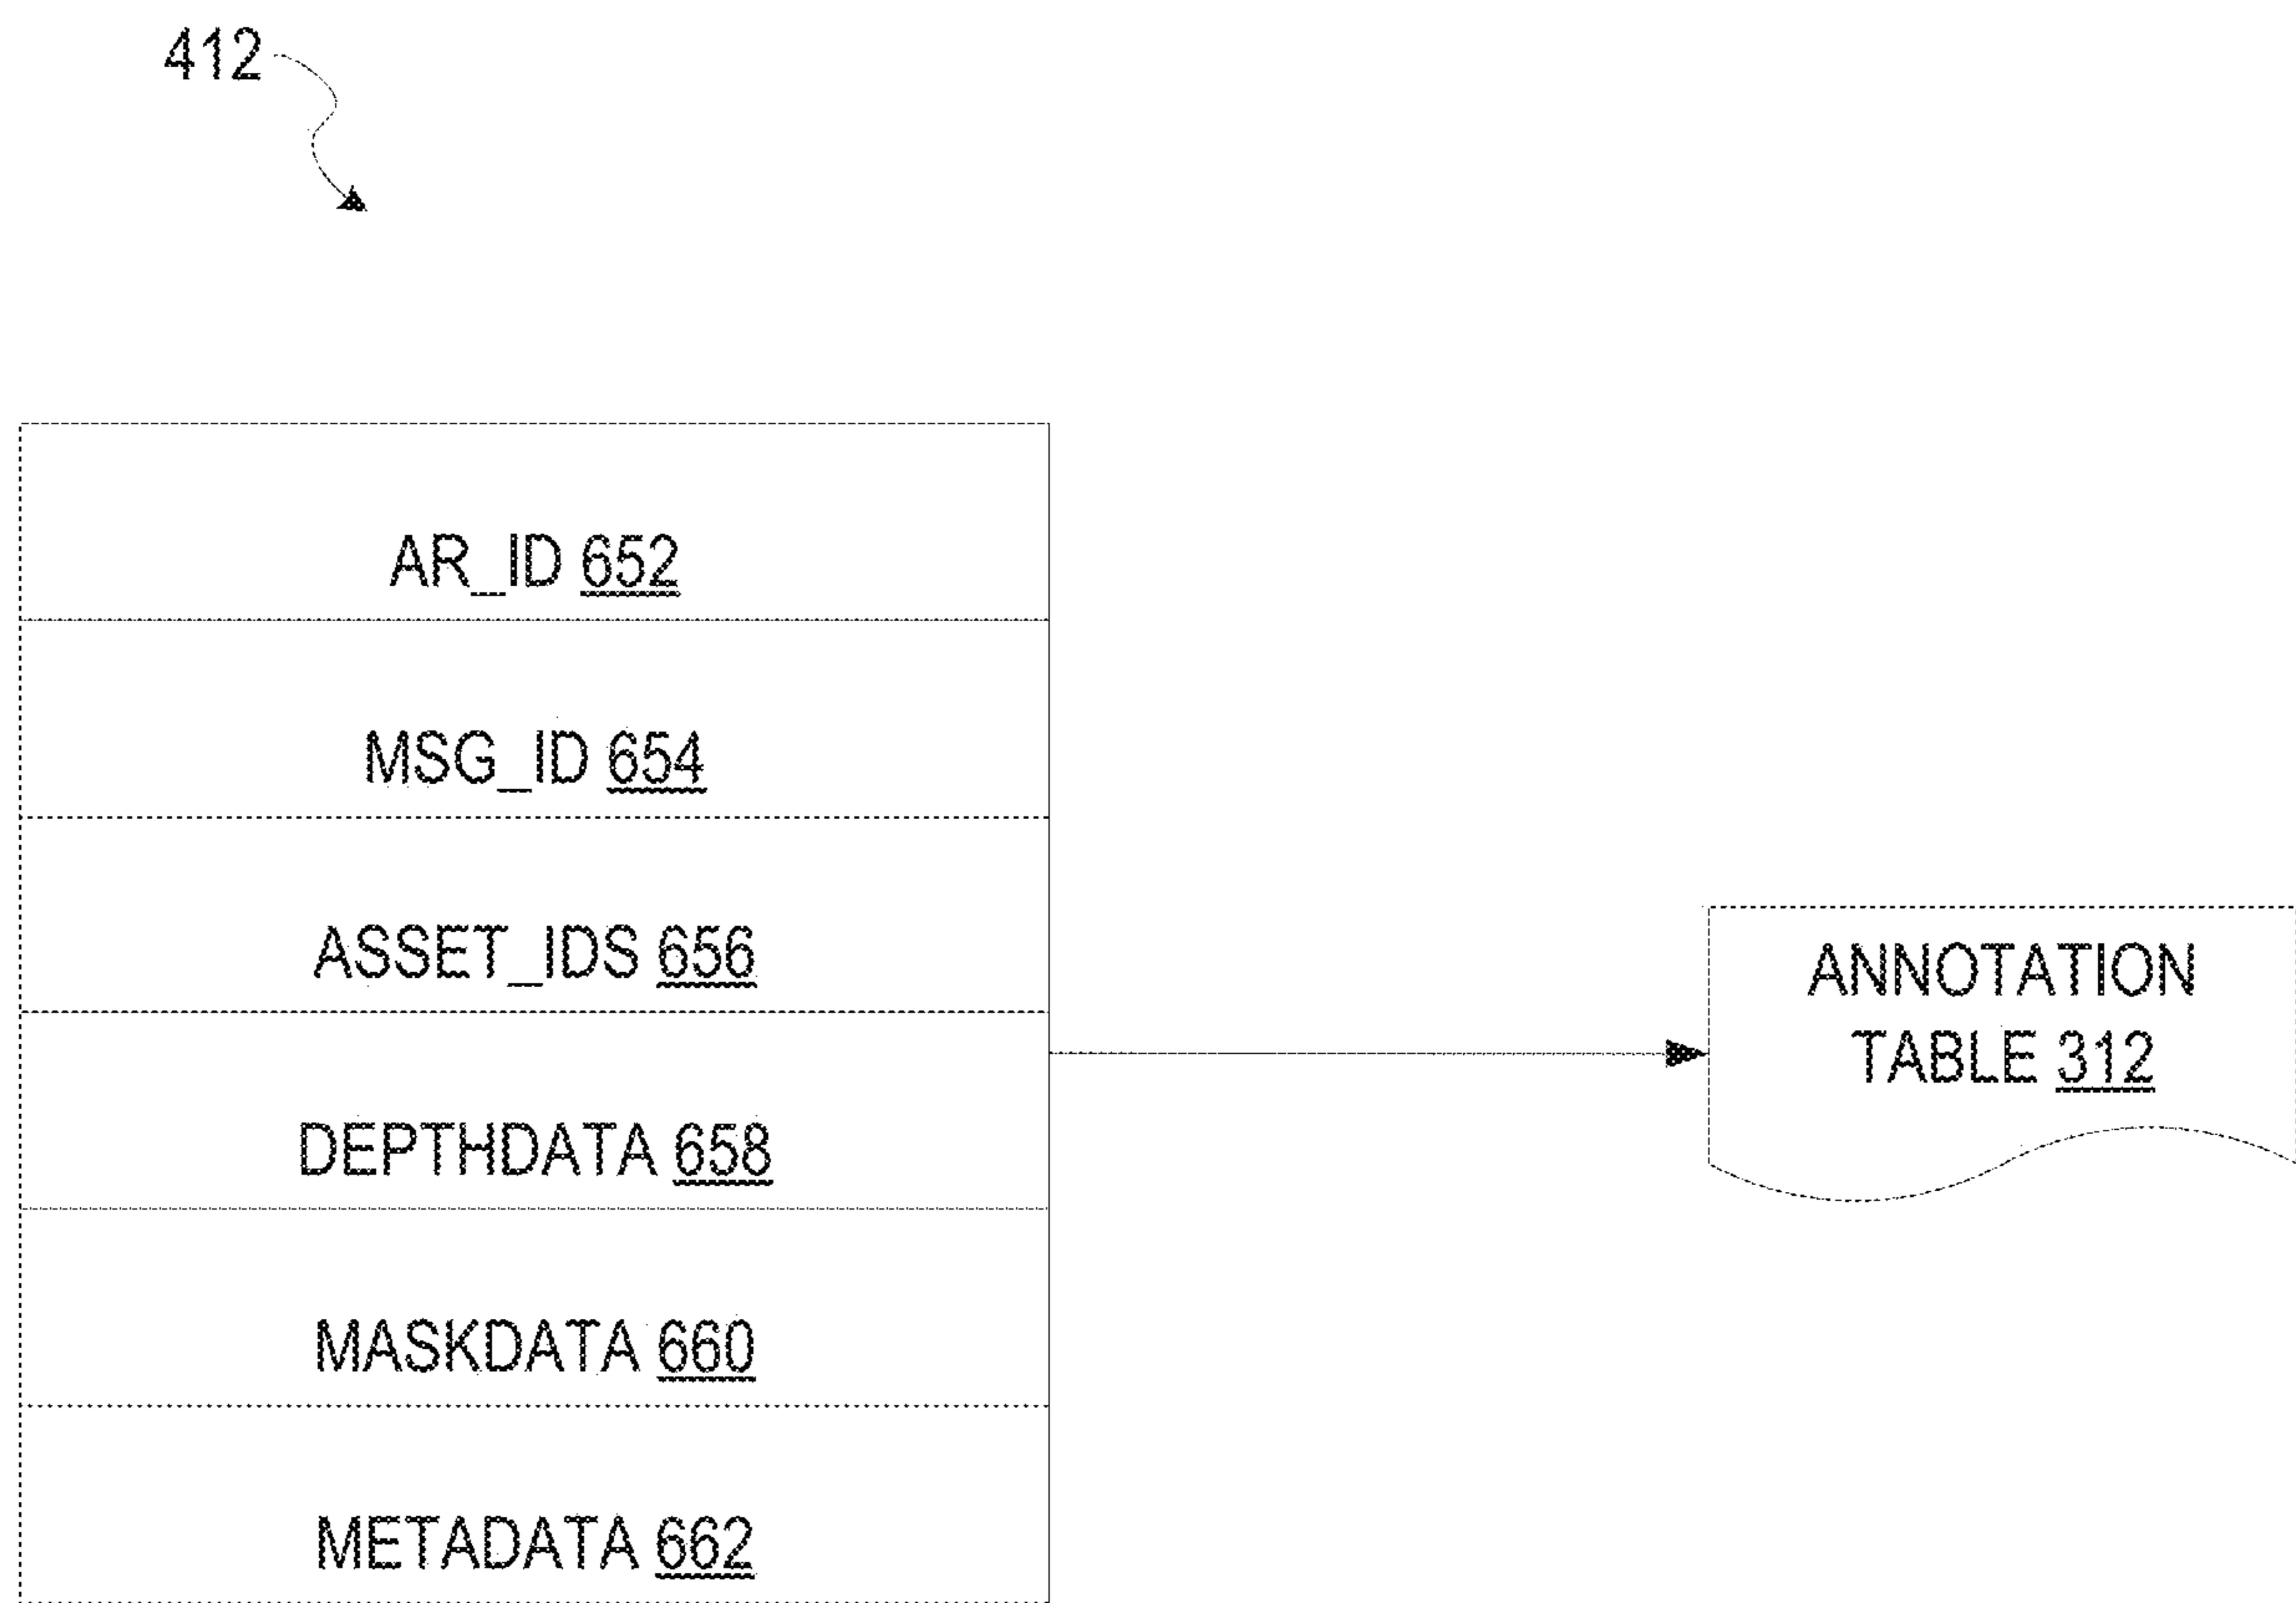 412
AR_ID 652
MSG_ID 654
ASSET_IDS 656
DEPTHDATA 658
MASKDATA 660
METADATA 662
ANNOTATION
TABLE 312